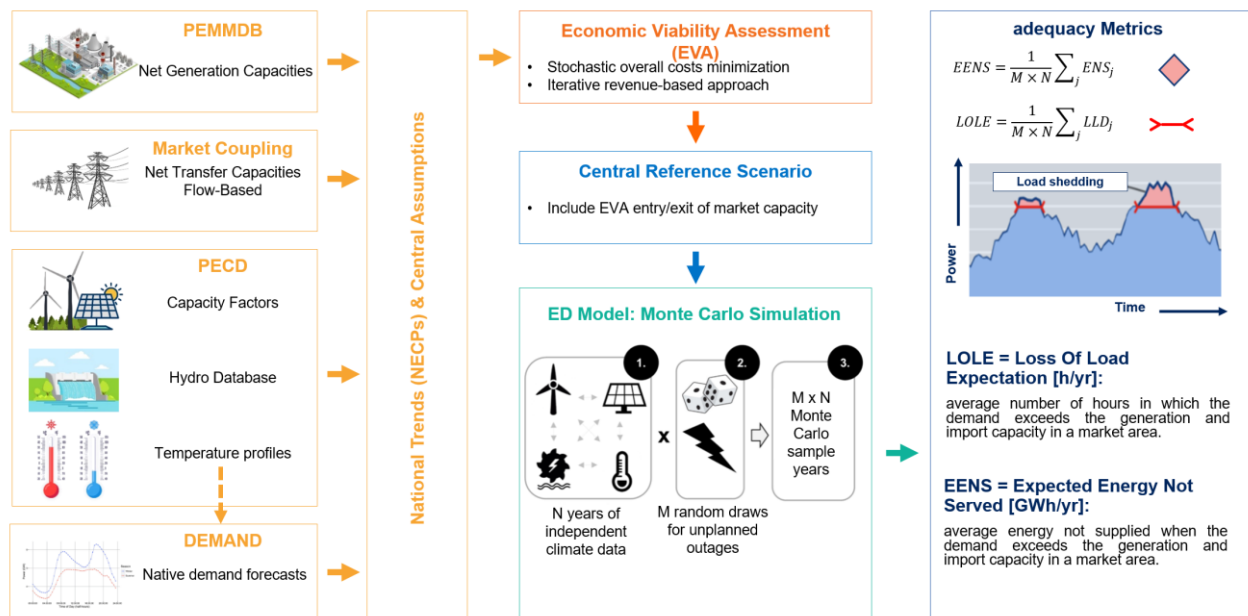 PEMMDB
Net Generation Capacities
Market Coupling
Net Transfer Capacities
Flow-Based
PECD
Capacity Factors
Hydro Database
Temperature profiles
DEMAND
Native demand forecasts
National Trends (NECPs) & Central Assumptions
Economic Viability Assessment
(EVA)
• Stochastic overall costs minimization
• Iterative revenue-based approach
Central Reference Scenario
• Include EVA entry/exit of market capacity
ED Model: Monte Carlo Simulation
1.
2.
3.
x
M x N
Monte
Carlo
sample
years
N years of
independent
climate data
M random draws
for unplanned
outages
adequacy Metrics
EENS = 1/(M × N) ∑_j ENS_j
LOLE = 1/(M × N) ∑_j LLD_j
Load shedding
Power
Time
LOLE = Loss Of Load
Expectation [h/yr]:
average number of hours in which the
demand exceeds the generation and
import capacity in a market area.
EENS = Expected Energy Not
Served [GWh/yr]:
average energy not supplied when the
demand exceeds the generation and
import capacity in a market area.